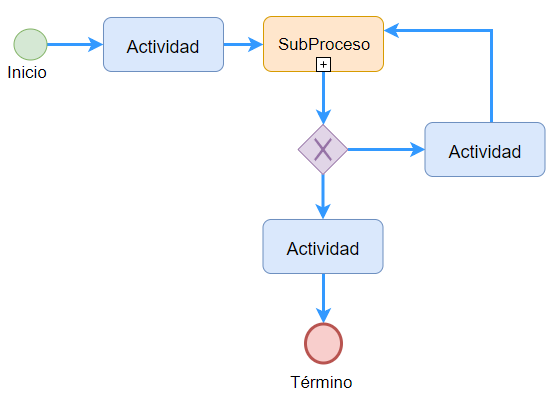 Actividad
SubProceso
Inicio
Actividad
Actividad
Término